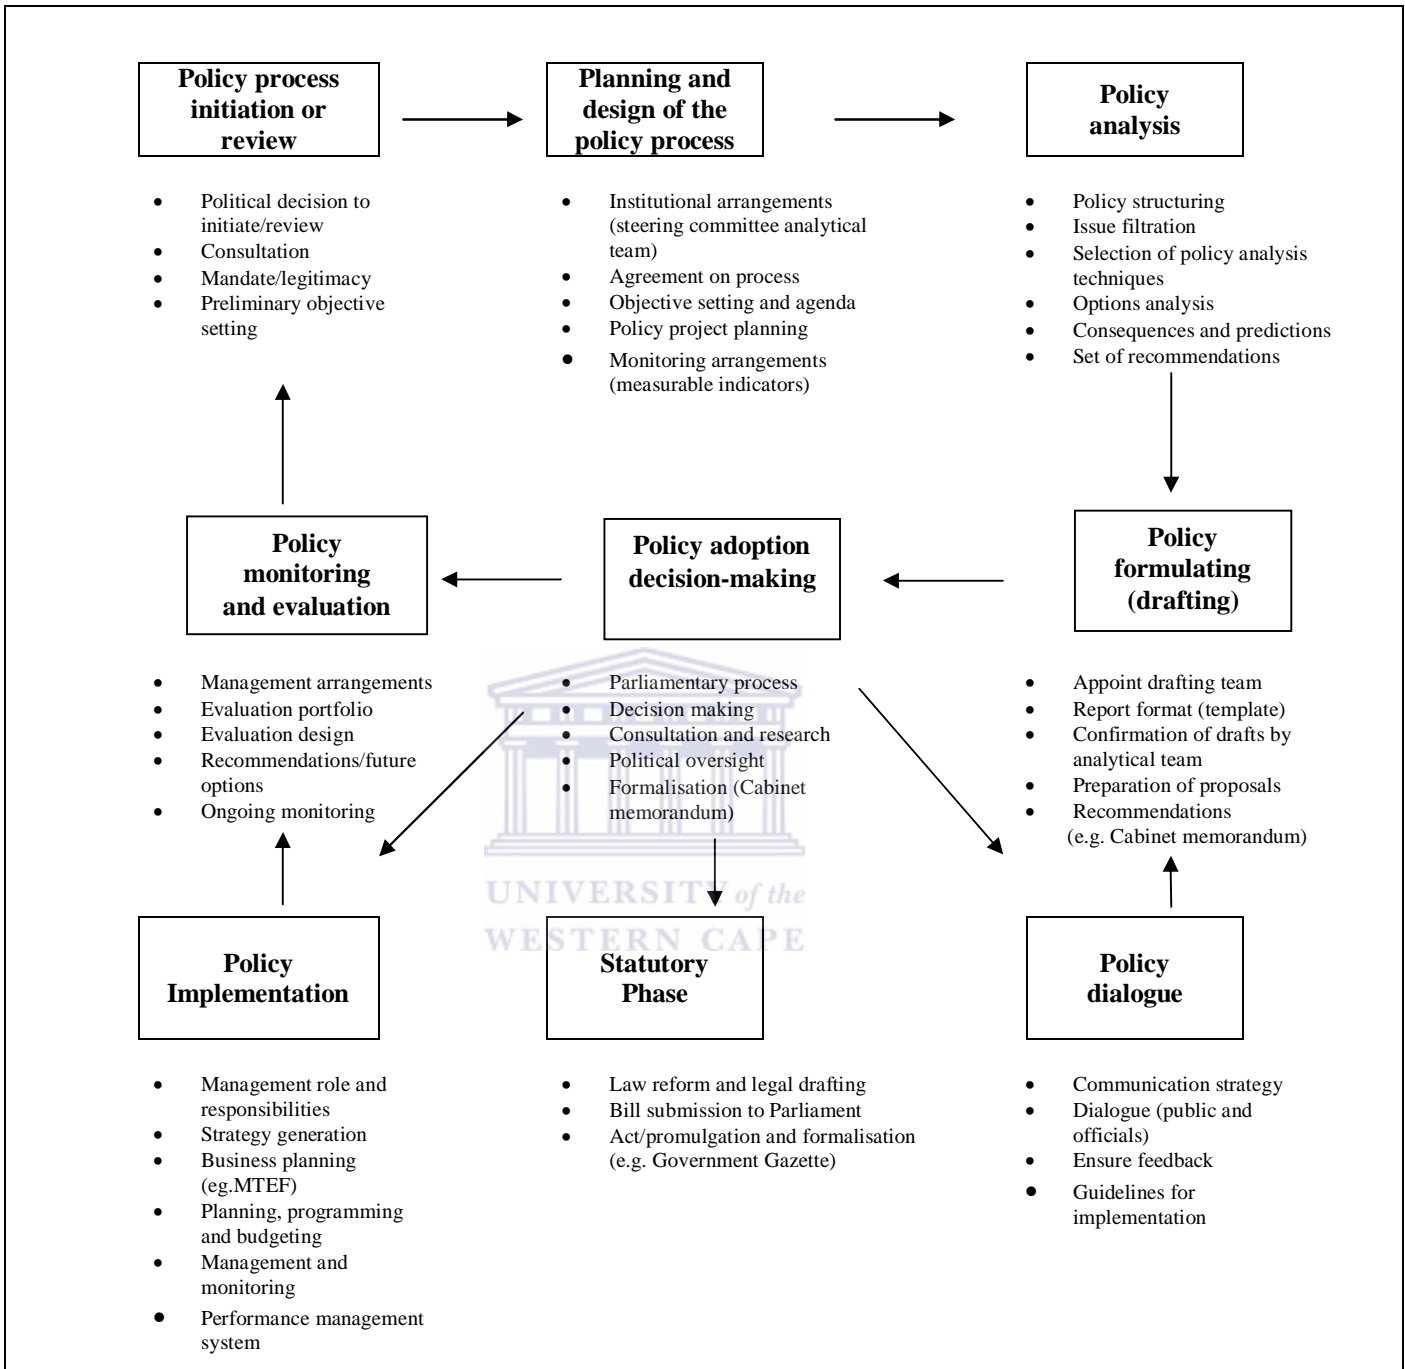 Policy process
initiation or
review
Planning and
design of the
policy process
Policy
analysis
• Political decision to
initiate/review
• Consultation
• Mandate/legitimacy
• Preliminary objective
setting
• Institutional arrangements
(steering committee analytical
team)
• Agreement on process
• Objective setting and agenda
• Policy project planning
• Monitoring arrangements
(measurable indicators)
• Policy structuring
• Issue filtration
• Selection of policy analysis
techniques
• Options analysis
• Consequences and predictions
• Set of recommendations
Policy
monitoring
and evaluation
Policy adoption
decision-making
Policy
formulating
(drafting)
• Management arrangements
• Evaluation portfolio
• Evaluation design
• Recommendations/future
options
• Ongoing monitoring
• Parliamentary process
• Decision making
• Consultation and research
• Political oversight
• Formalisation (Cabinet
memorandum)
• Appoint drafting team
• Report format (template)
• Confirmation of drafts by
analytical team
• Preparation of proposals
• Recommendations
(e.g. Cabinet memorandum)
UNIVERSITY of the
WESTERN CAPE
Policy
Implementation
Statutory
Phase
Policy
dialogue
• Management role and
responsibilities
• Strategy generation
• Business planning
(eg.MTEF)
• Planning, programming
and budgeting
• Management and
monitoring
• Performance management
system
• Law reform and legal drafting
• Bill submission to Parliament
• Act/promulgation and formalisation
(e.g. Government Gazette)
• Communication strategy
• Dialogue (public and
officials)
• Ensure feedback
• Guidelines for
implementation